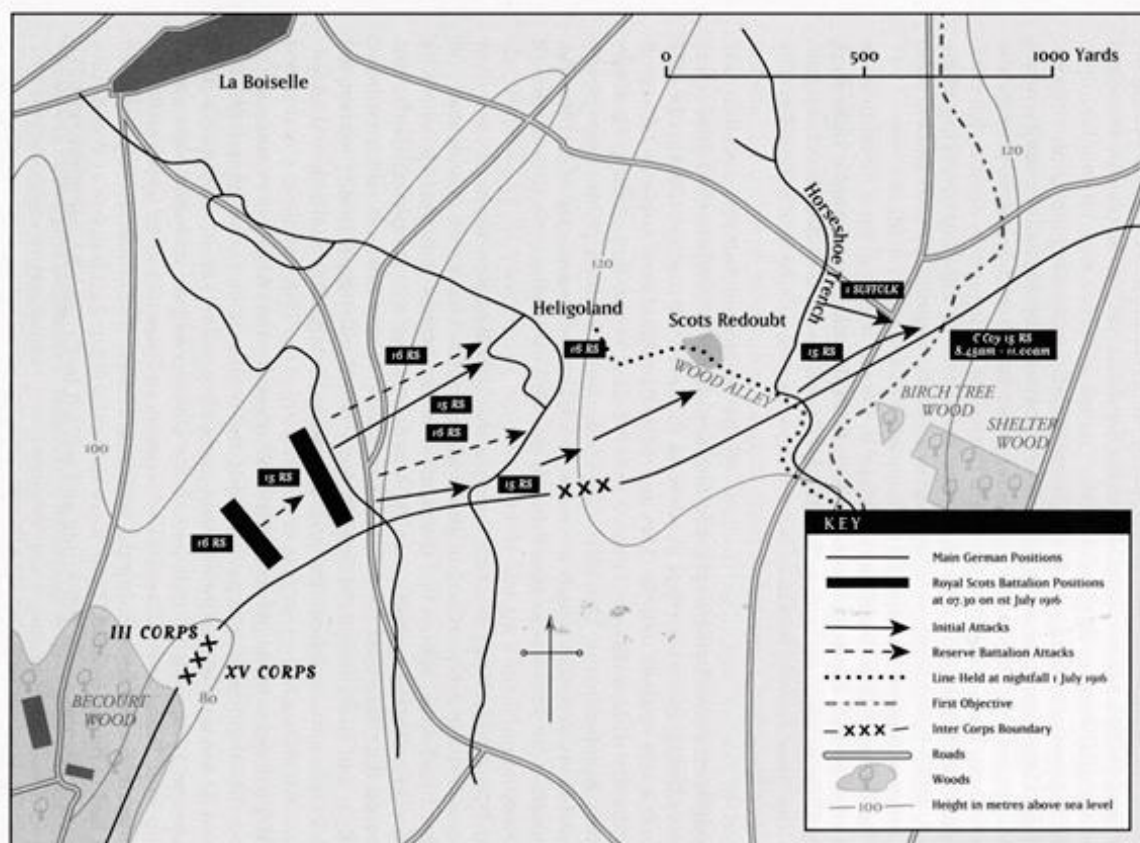 La Boiselle
0 500 1000 Yards
120
Horseshoe Trench
120
Heligoland
Scots Redoubt
1 SUFFOLK
16 RS
16 RS
15 RS
C Coy 15 RS
8.45am - 11.00am
WOOD ALLEY
BIRCH TREE
WOOD
SHELTER
WOOD
15 RS
16 RS
100
15 RS
15 RS
16 RS
XXX
III CORPS
XXX
XV CORPS
80
BECOURT
WOOD
KEY
Main German Positions
Royal Scots Battalion Positions
at 07.30 on 1st July 1916
Initial Attacks
Reserve Battalion Attacks
Line Held at nightfall 1 July 1916
First Objective
XXX Inter Corps Boundary
Roads
Woods
100 Height in metres above sea level